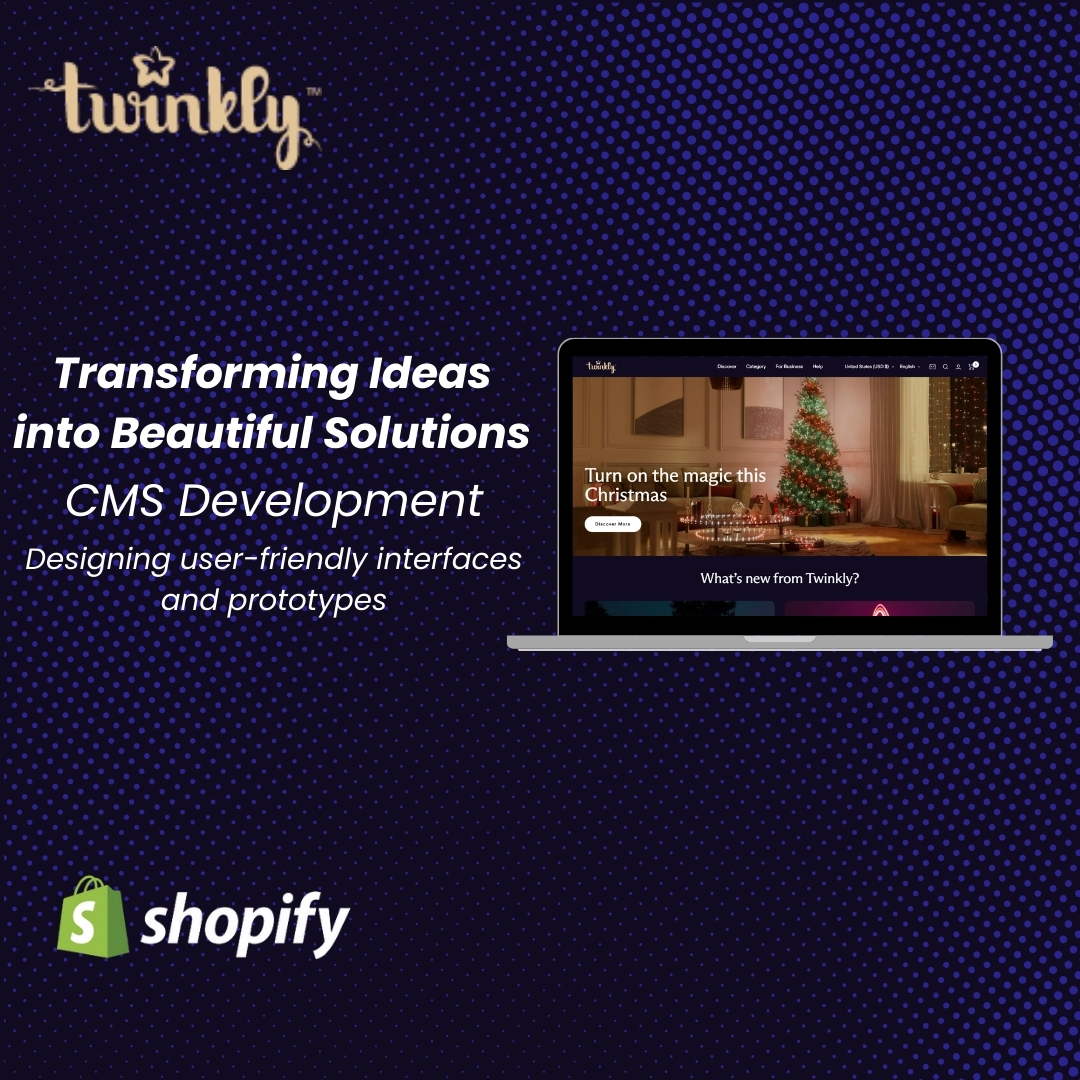 twinkly™
Transforming Ideas
into Beautiful Solutions
CMS Development
Designing user-friendly interfaces
and prototypes
twinkly
Discover Category For Business Help United States (USD $) English 0
Turn on the magic this
Christmas
Discover More
What's new from Twinkly?
shopify